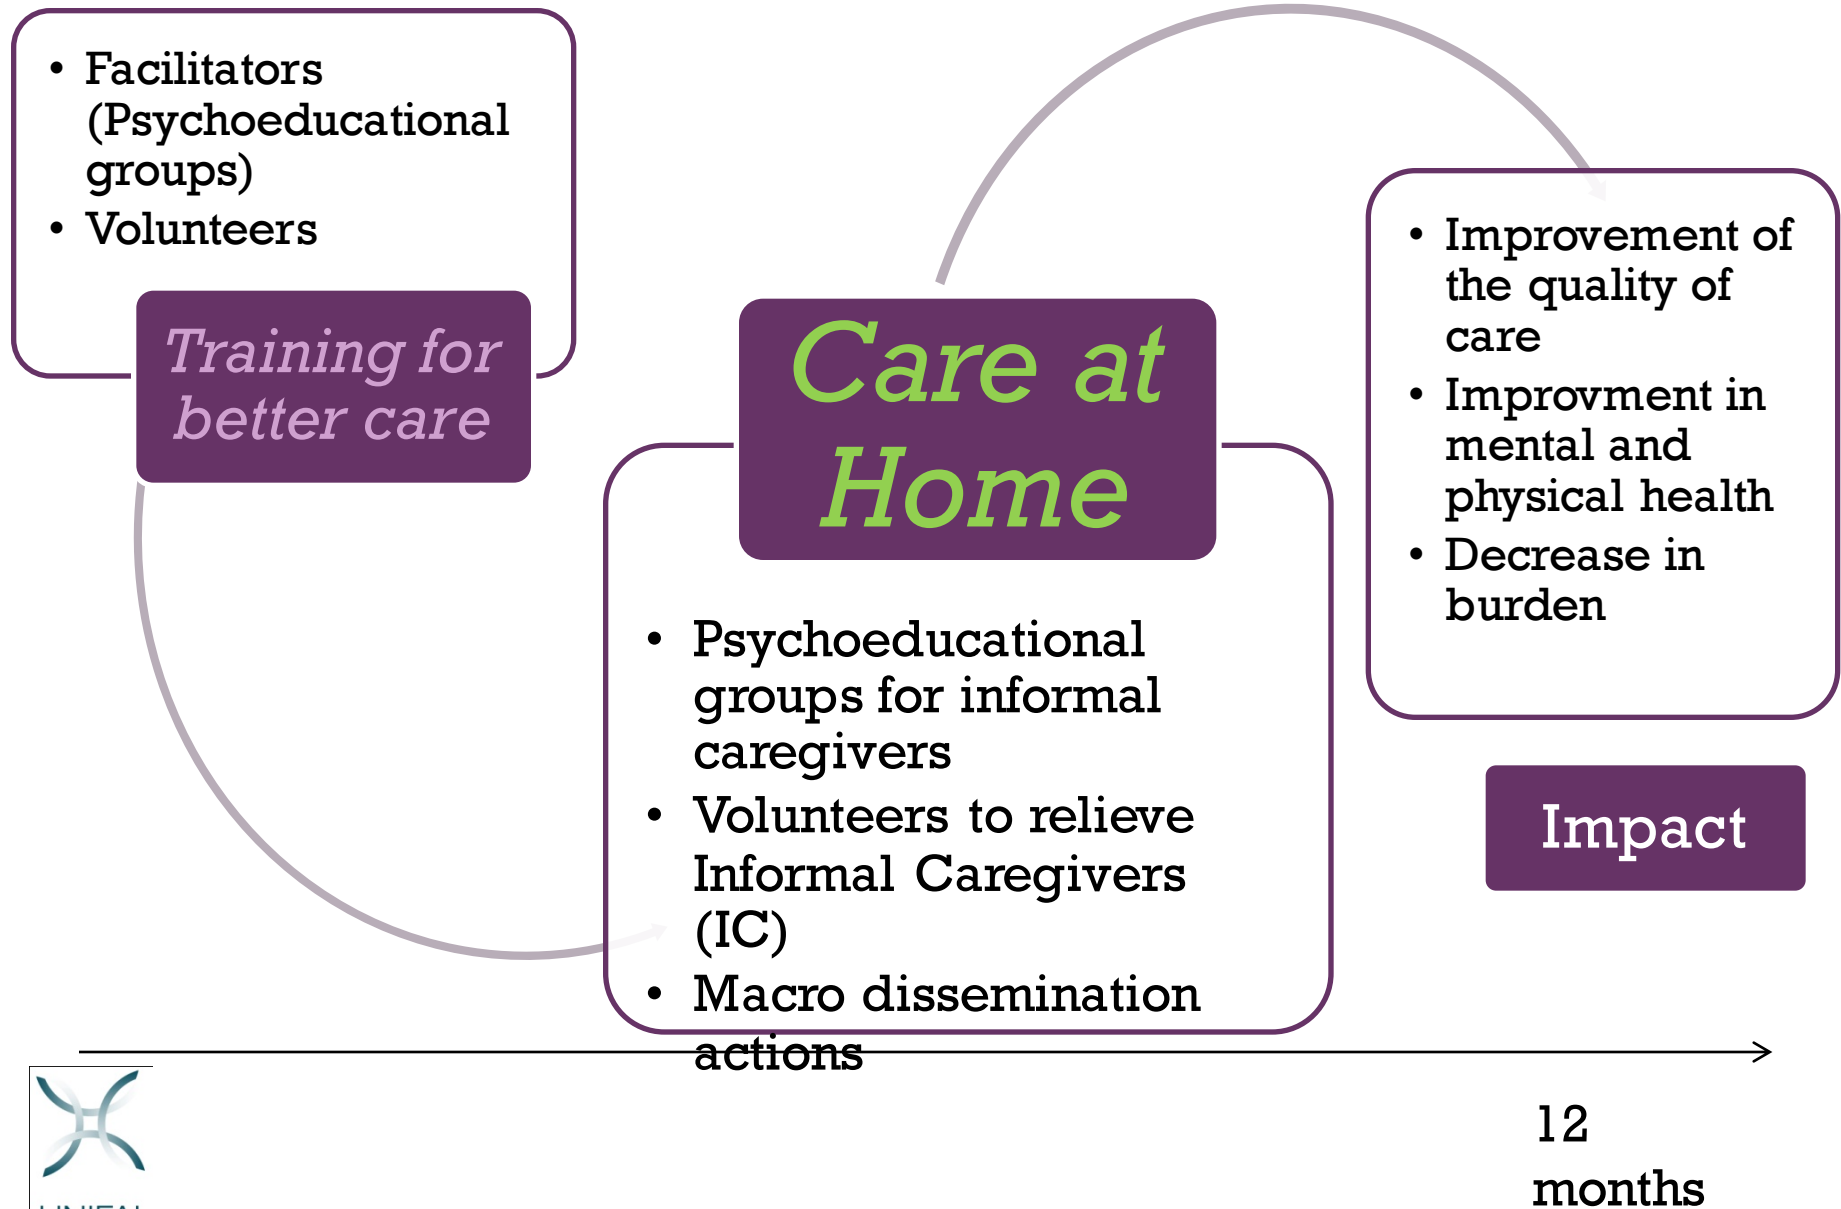 • Facilitators
(Psychoeducational
groups)
• Volunteers
Training for
better care
Care at
Home
• Psychoeducational
groups for informal
caregivers
• Volunteers to relieve
Informal Caregivers
(IC)
• Macro dissemination
actions
• Improvement of
the quality of
care
• Improvment in
mental and
physical health
• Decrease in
burden
Impact
12
months